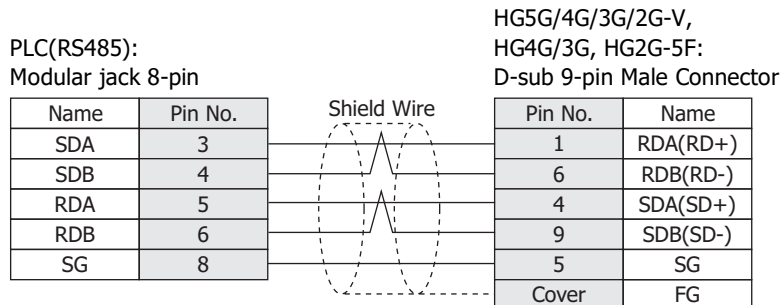 HG5G/4G/3G/2G-V,
PLC(RS485): HG4G/3G, HG2G-5F:
Modular jack 8-pin D-sub 9-pin Male Connector
Name Pin No. Shield Wire Pin No. Name
SDA 3 1 RDA(RD+)
SDB 4 6 RDB(RD-)
RDA 5 4 SDA(SD+)
RDB 6 9 SDB(SD-)
SG 8 5 SG
Cover FG